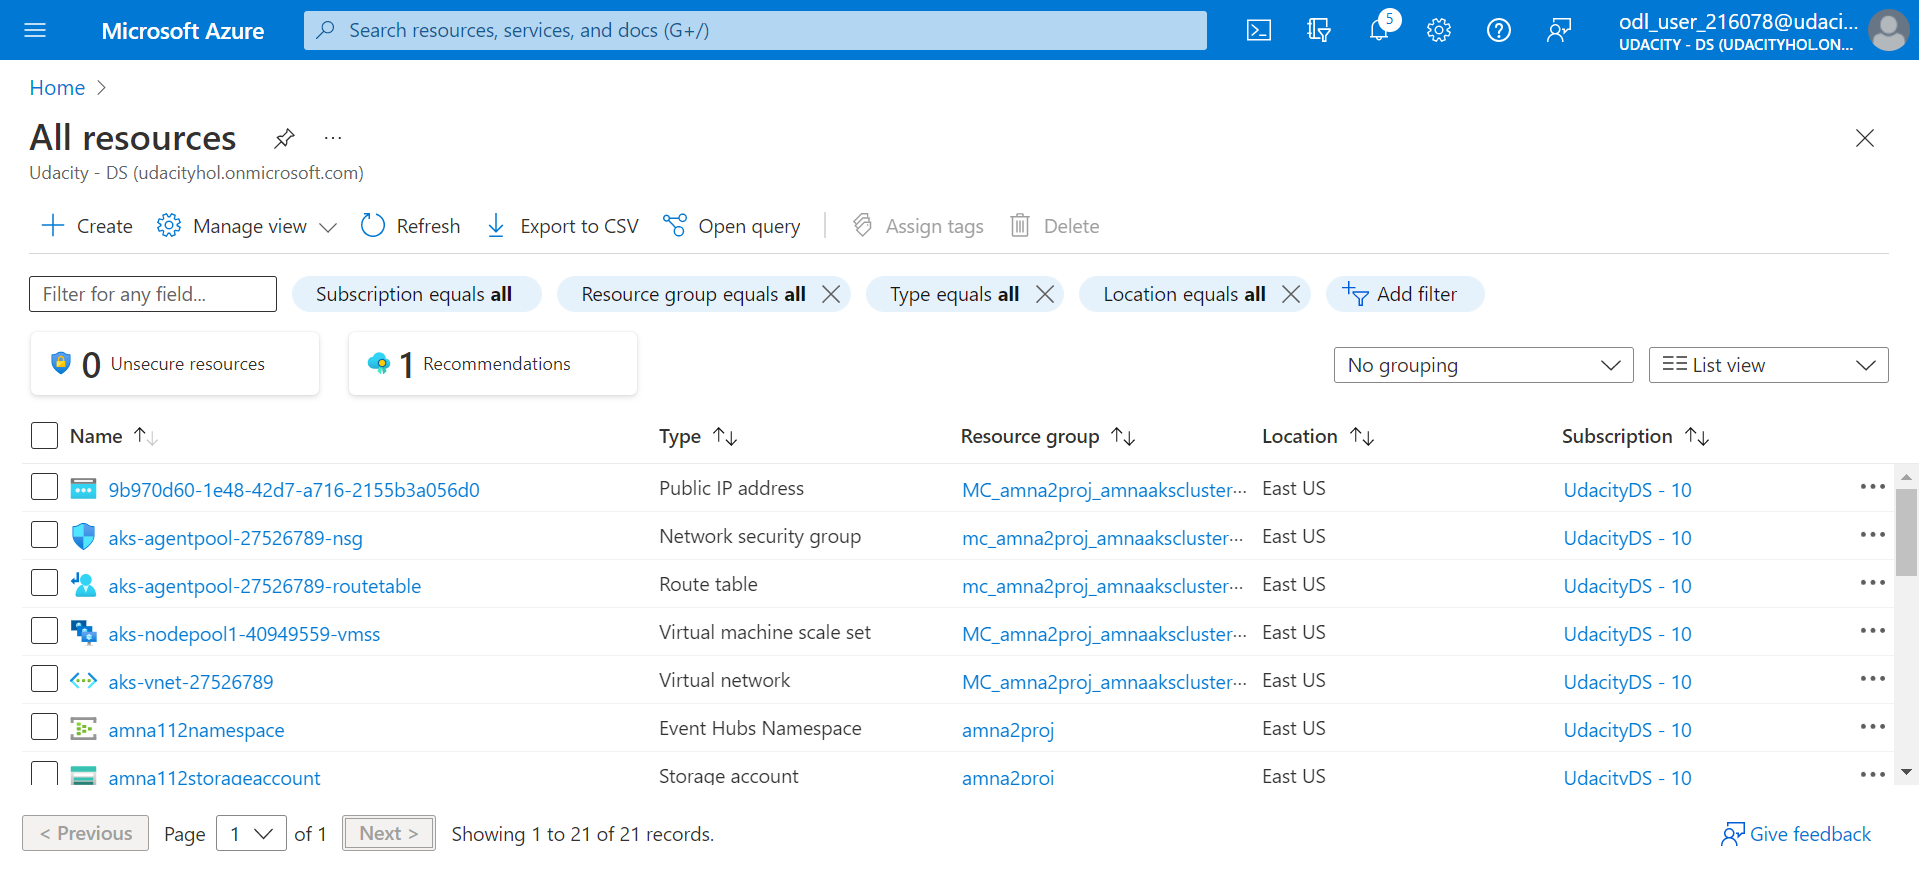 Microsoft Azure
Search resources, services, and docs (G+/)
5
odl_user_216078@udaci...
UDACITY - DS (UDACITYHOL.ON...
Home
All resources
...
Udacity - DS (udacityhol.onmicrosoft.com)
Create Manage view Refresh Export to CSV Open query Assign tags Delete
Filter for any field... Subscription equals all Resource group equals all Type equals all Location equals all Add filter
0 Unsecure resources 1 Recommendations No grouping List view
Name Type Resource group Location Subscription
9b970d60-1e48-42d7-a716-2155b3a056d0 Public IP address MC_amna2proj_amnaakscluster... East US UdacityDS - 10 ...
aks-agentpool-27526789-nsg Network security group mc_amna2proj_amnaakscluster... East US UdacityDS - 10 ...
aks-agentpool-27526789-routetable Route table mc_amna2proj_amnaakscluster... East US UdacityDS - 10 ...
aks-nodepool1-40949559-vmss Virtual machine scale set MC_amna2proj_amnaakscluster... East US UdacityDS - 10 ...
aks-vnet-27526789 Virtual network MC_amna2proj_amnaakscluster... East US UdacityDS - 10 ...
amna112namespace Event Hubs Namespace amna2proj East US UdacityDS - 10 ...
amna112storageaccount Storage account amna2proj East US UdacityDS - 10 ...
< Previous Page 1 of 1 Next > Showing 1 to 21 of 21 records. Give feedback